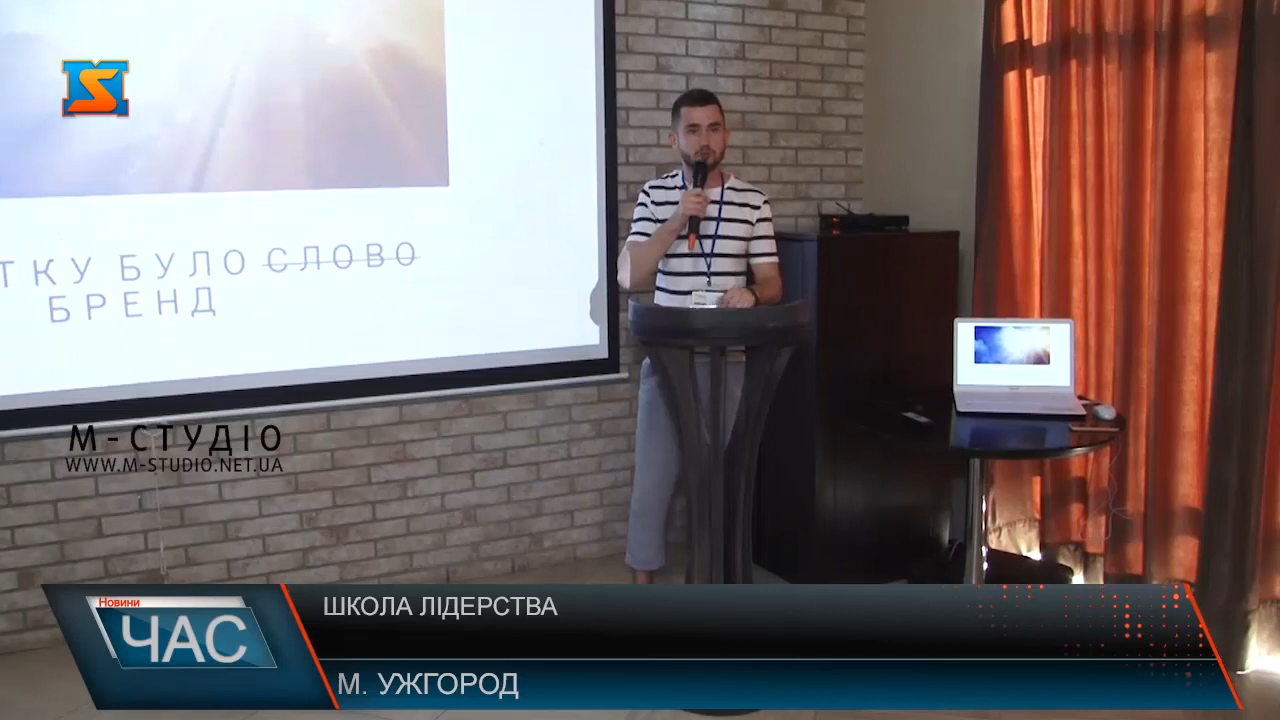 ТКУ БУЛО СЛОВО
БРЕНД
М-СТУДІО
WWW.M-STUDIO.NET.UA
Новини
ЧАС
ШКОЛА ЛІДЕРСТВА
М. УЖГОРОД